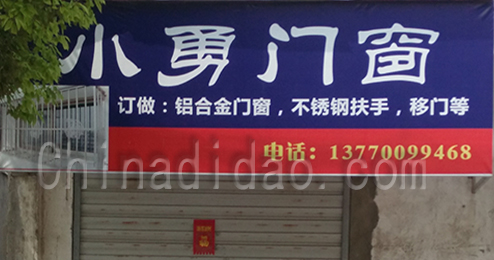 小勇门窗
订做：铝合金门窗，不锈钢扶手，移门等
电话：13770099468
Chinadidao.com